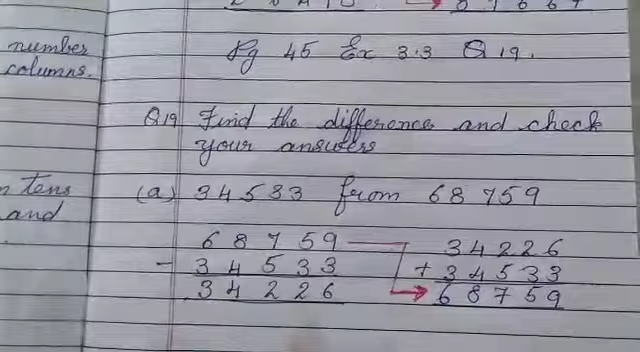 number
columns.
Pg 45 Ex 3.3 Q 19.
Q19 Find the difference and check
your answers
tens
and
(a) 34533 from 68759
68759
- 34533
34226
34226
+ 34533
68759